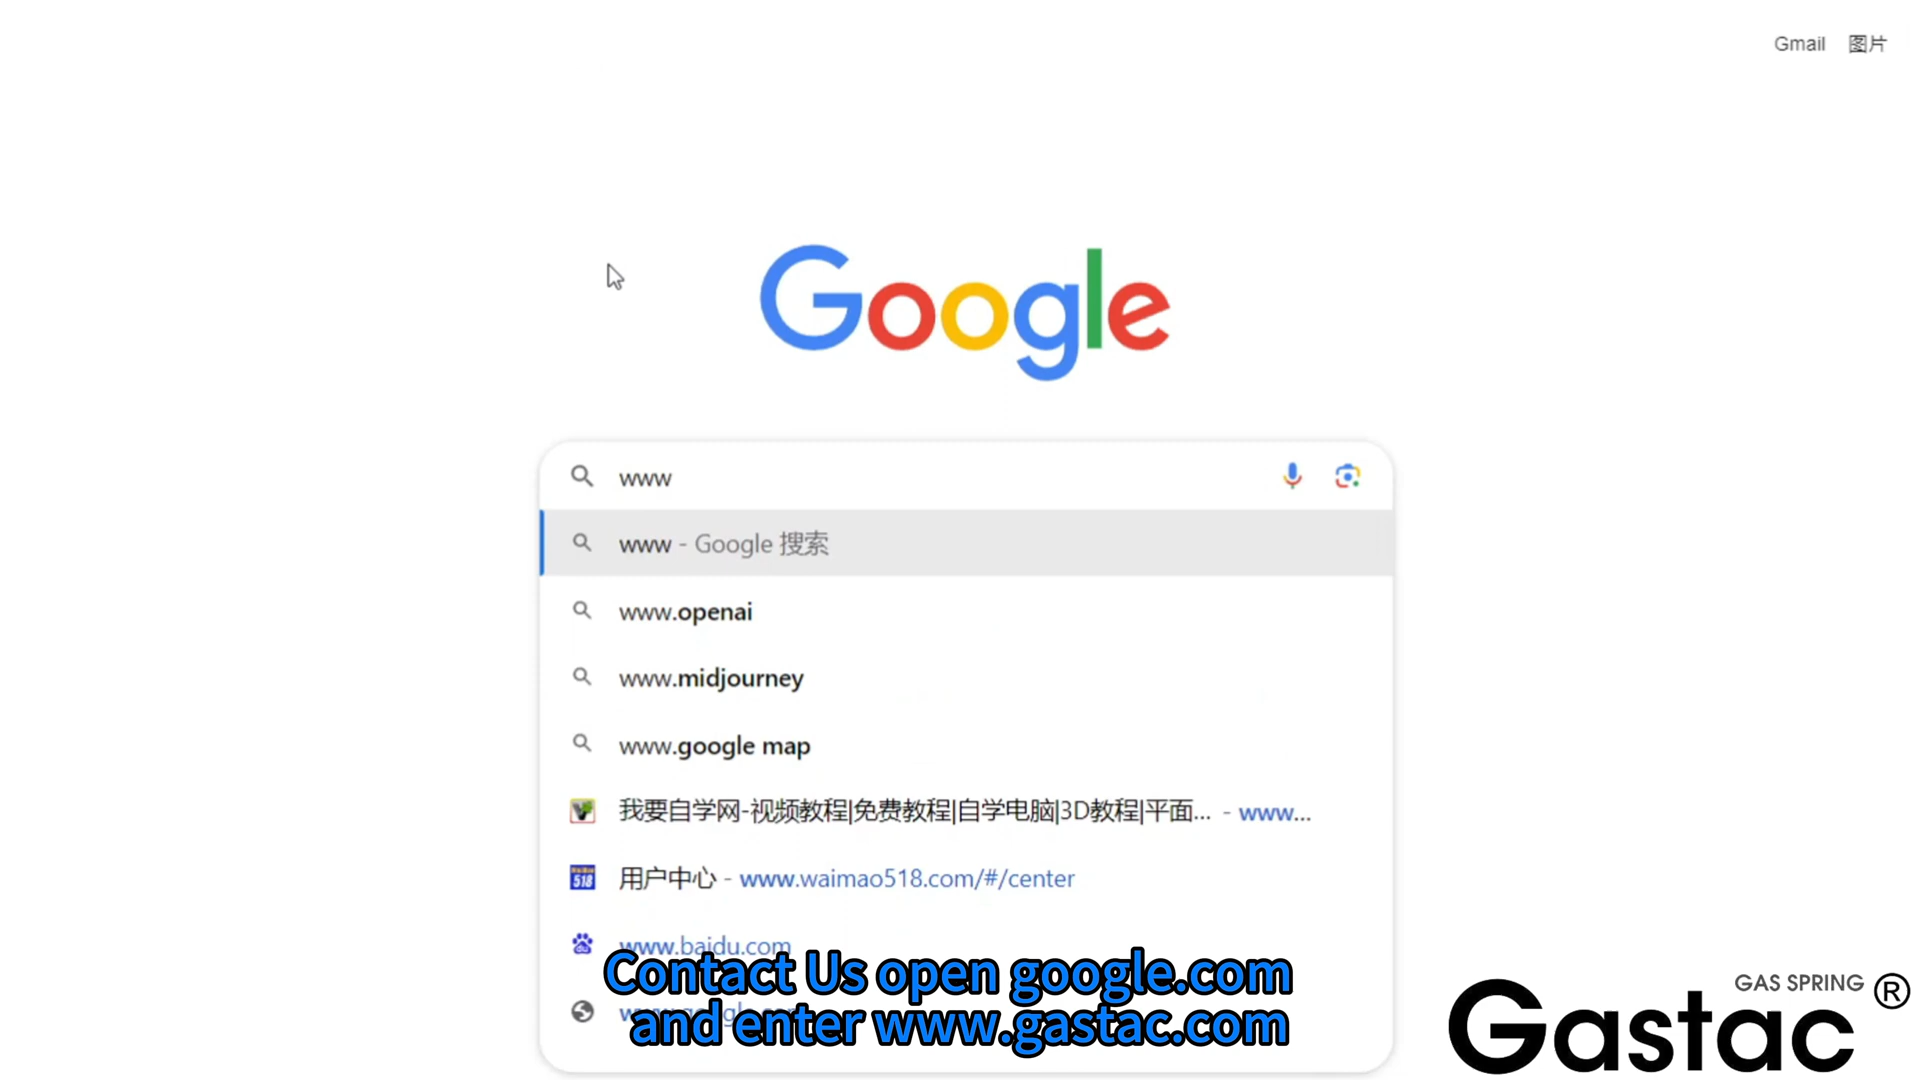 Gmail 图片
Google
www
www - Google 搜索
www.openai
www.midjourney
www.google map
我要自学网-视频教程|免费教程|自学电脑|3D教程|平面... - www...
518
用户中心 - www.waimao518.com/#/center
www.baidu.com
Contact Us open google.com
and enter www.gastac.com
GAS SPRING
Gastac®